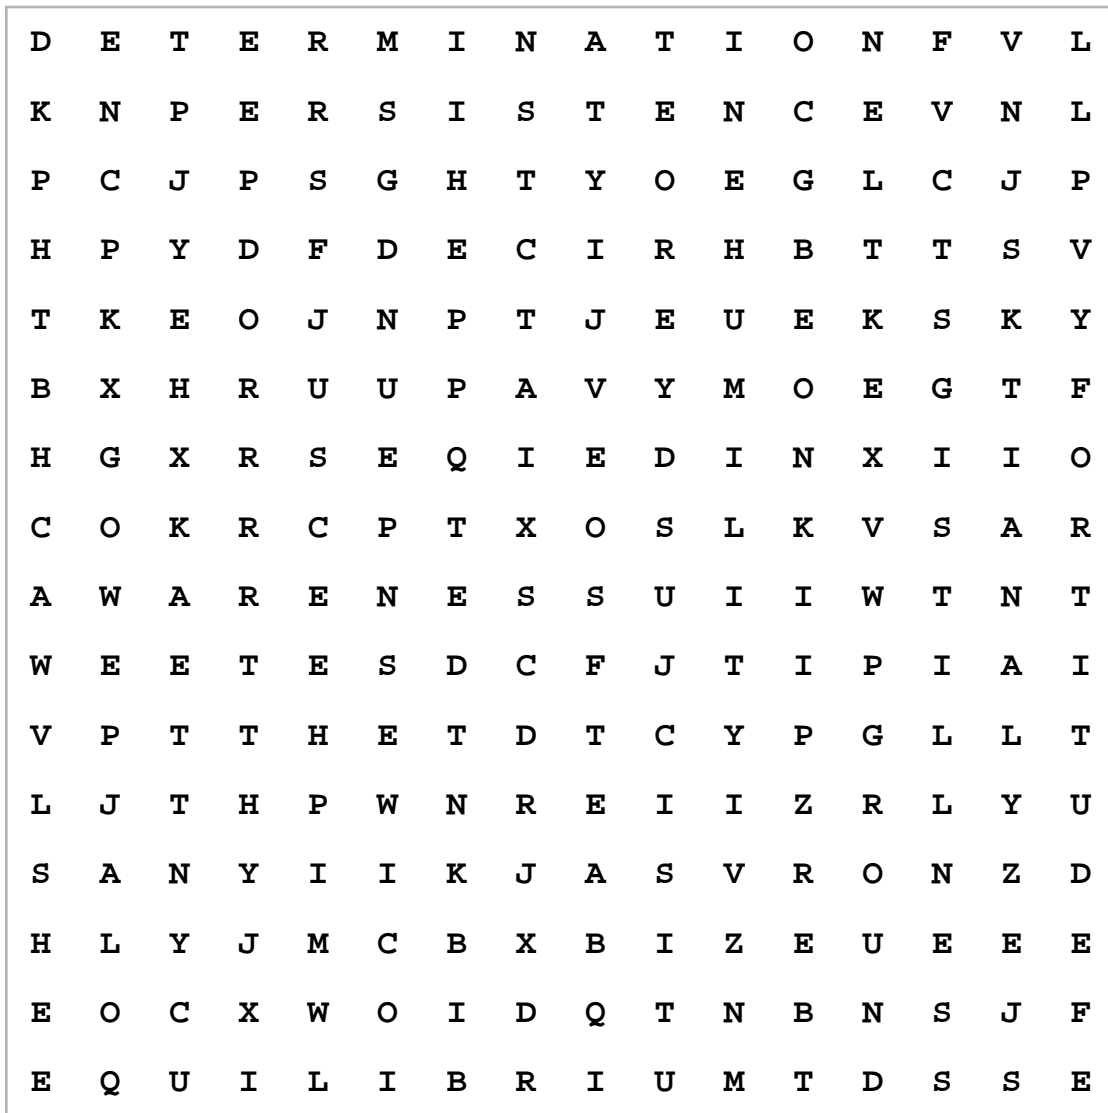 D E T E R M I N A T I O N F V L
K N P E R S I S T E N C E V N L
P C J P S G H T Y O E G L C J P
H P Y D F D E C I R H B T T S V
T K E O J N P T J E U E K S K Y
B X H R U U P A V Y M O E G T F
H G X R S E Q I E D I N X I I O
C O K R C P T X O S L K V S A R
A W A R E N E S S U I I W T N T
W E E T E S D C F J T I P I A I
V P T T H E T D T C Y P G L L T
L J T H P W N R E I I Z R L Y U
S A N Y I I K J A S V R O N Z D
H L Y J M C B X B I Z E U E E E
E O C X W O I D Q T N B N S J F
E Q U I L I B R I U M T D S S E